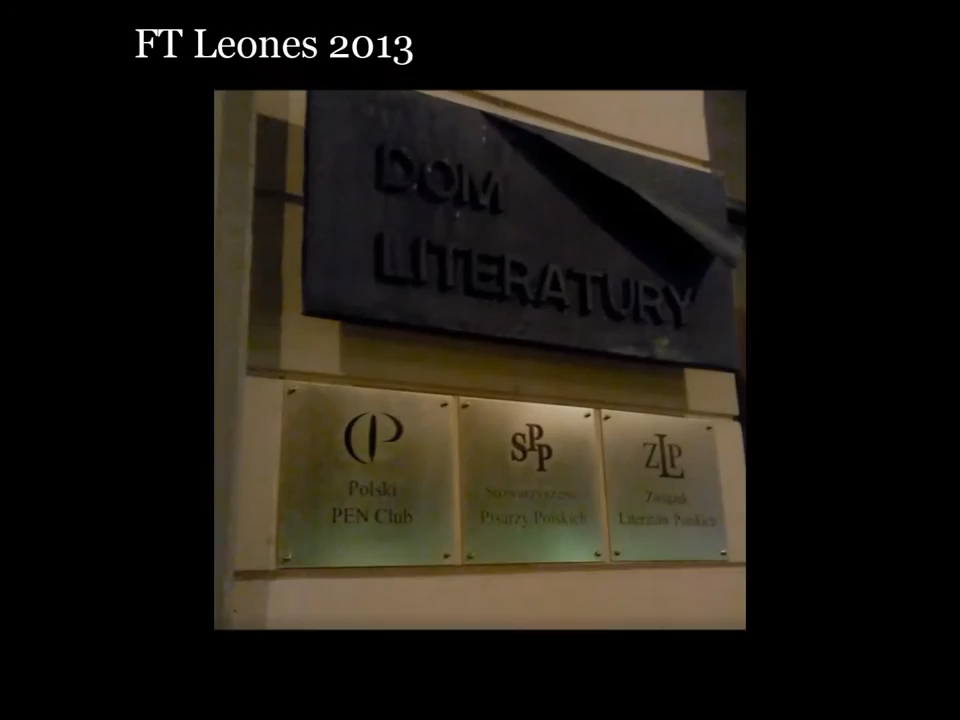 FT Leones 2013
DOM
LITERATURY
Polski
PEN Club
SPP
Stowarzyszenie
Pisarzy Polskich
ZLP
Związek
Literatów Polskich